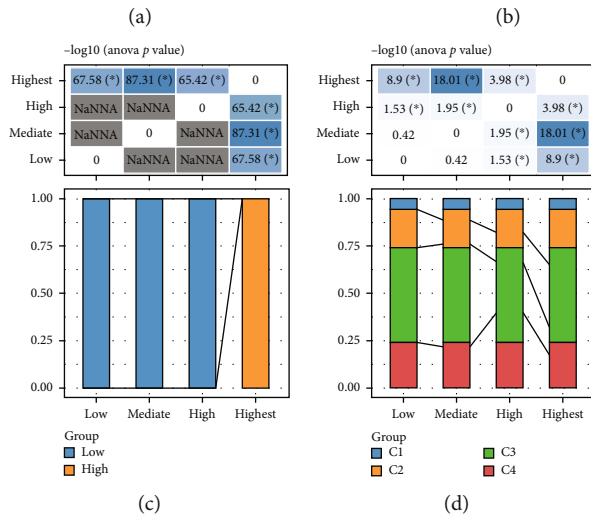 (a) (b)
−log10 (anova p value) −log10 (anova p value)
Highest 67.58 (*) 87.31 (*) 65.42 (*) 0 Highest 8.9 (*) 18.01 (*) 3.98 (*) 0
High NaNNA NaNNA 0 65.42 (*) High 1.53 (*) 1.95 (*) 0 3.98 (*)
Mediate NaNNA 0 NaNNA 87.31 (*) Mediate 0.42 0 1.95 (*) 18.01 (*)
Low 0 NaNNA NaNNA 67.58 (*) Low 0 0.42 1.53 (*) 8.9 (*)
1.00 1.00
0.75 0.75
0.50 0.50
0.25 0.25
0.00 0.00
Low Mediate High Highest Low Mediate High Highest
Group Group
Low C1 C3
High C2 C4
(c) (d)